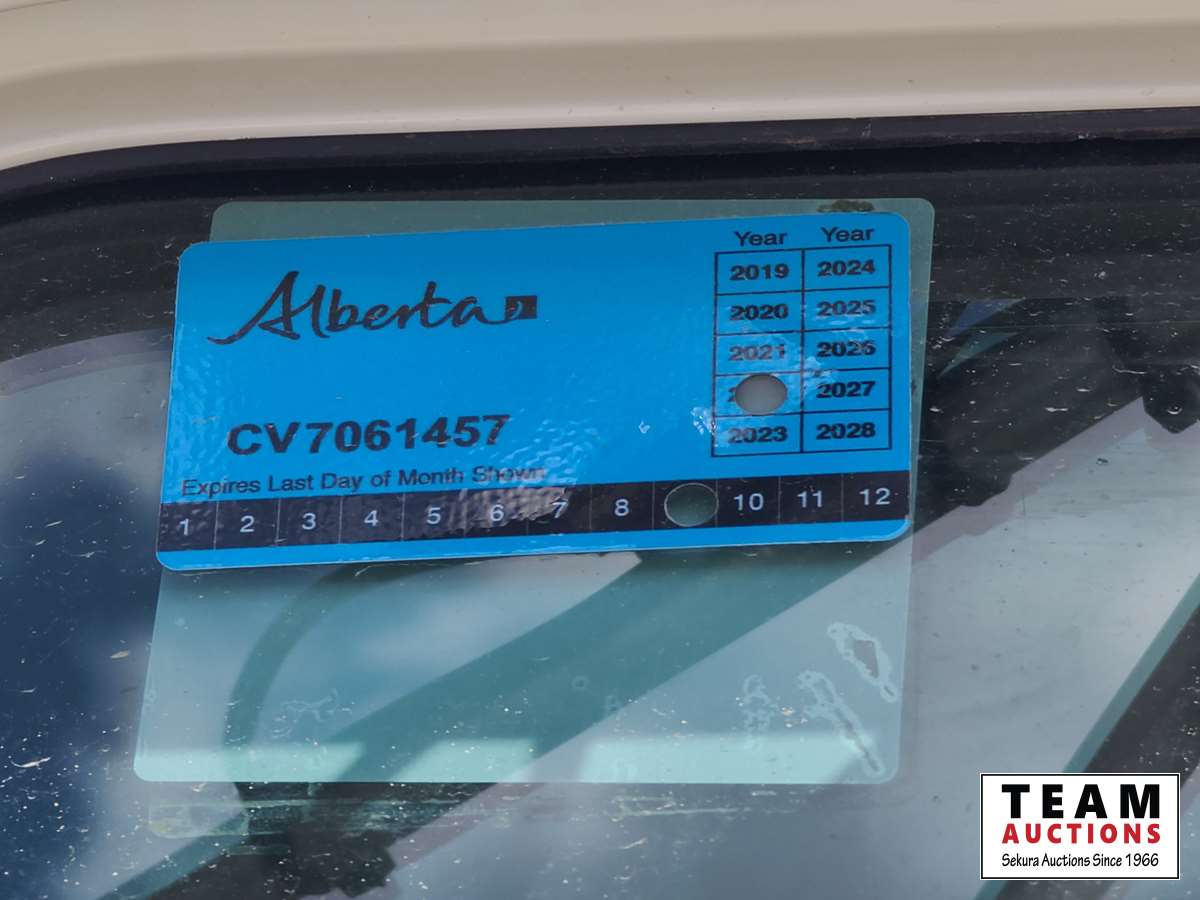 Alberta
Year Year
2019 2024
2020 2025
2021 2026
2027
2023 2028
CV7061457
Expires Last Day of Month Shown
1 2 3 4 5 6 7 8 10 11 12
TEAM
AUCTIONS
Sekura Auctions Since 1966